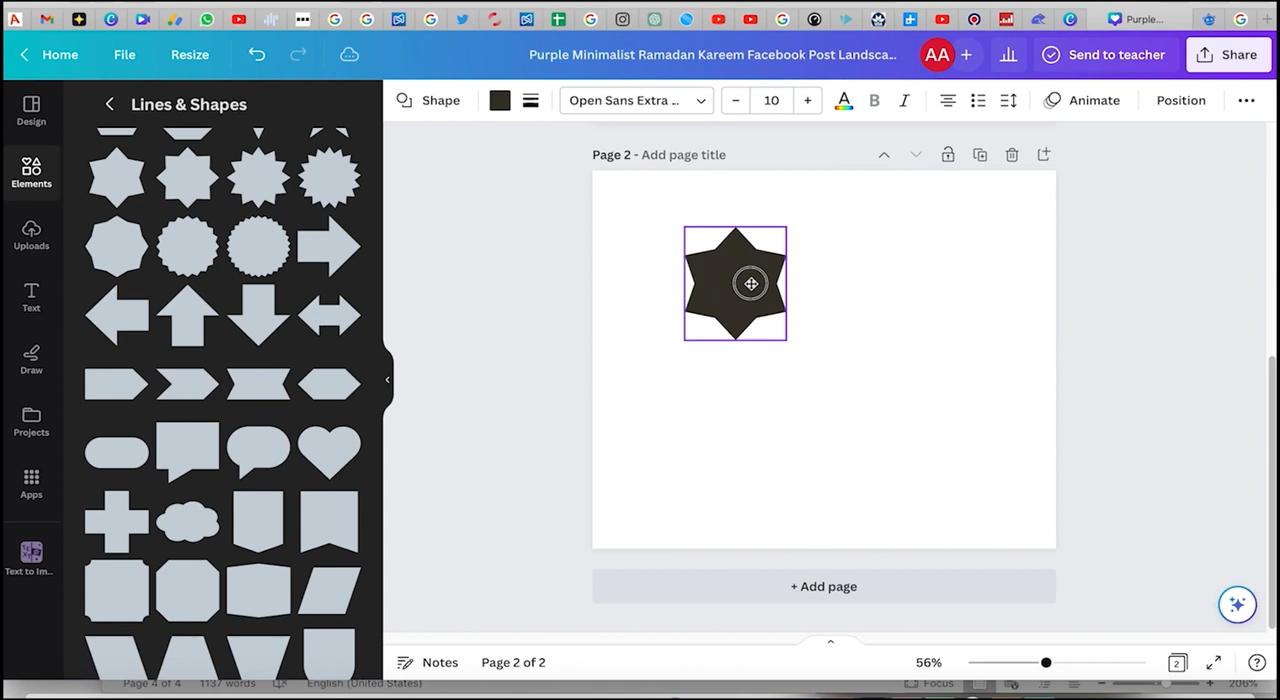 Purple...
Home
File
Resize
Purple Minimalist Ramadan Kareem Facebook Post Landsca...
AA
+
Send to teacher
Share
Design
Elements
Uploads
Text
Draw
Projects
Apps
Text to Im...
Lines & Shapes
Shape
Open Sans Extra ...
− 10 +
A
B
I
Animate
Position
Page 2 - Add page title
+ Add page
Notes
Page 2 of 2
56%
2
?
Page 4 of 4
1137 words
English (United States)
Focus
206%